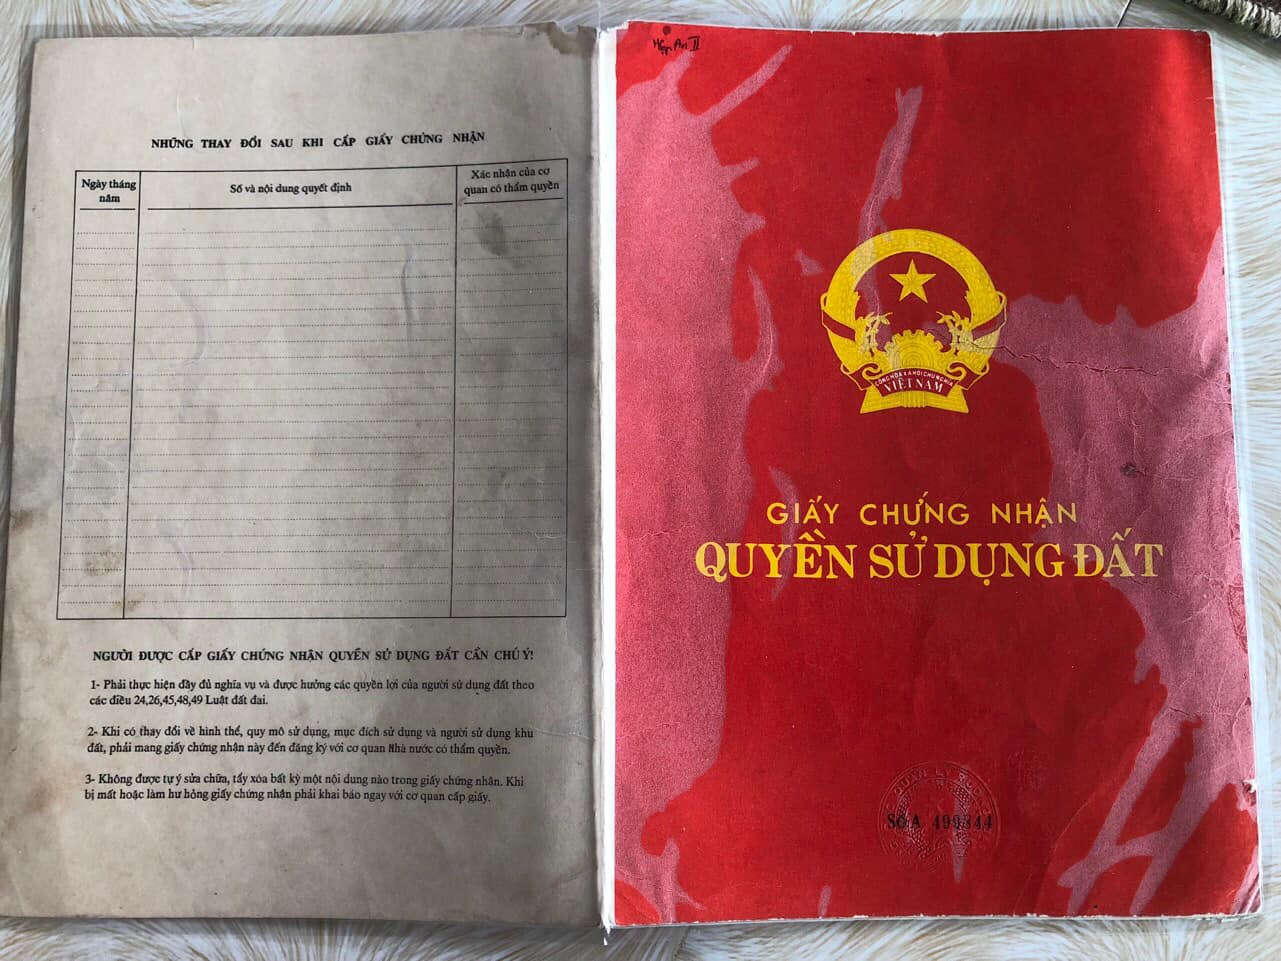 NHỮNG THAY ĐỔI SAU KHI CẤP GIẤY CHỨNG NHẬN
Ngày tháng năm
Số và nội dung quyết định
Xác nhận của cơ quan có thẩm quyền
NGƯỜI ĐƯỢC CẤP GIẤY CHỨNG NHẬN QUYỀN SỬ DỤNG ĐẤT CẦN CHÚ Ý!
1- Phải thực hiện đầy đủ nghĩa vụ và được hưởng các quyền lợi của người sử dụng đất theo
các điều 24,26,45,48,49 Luật đất đai.
2- Khi có thay đổi về hình thể, quy mô sử dụng, mục đích sử dụng và người sử dụng khu
đất, phải mang giấy chứng nhận này đến đăng ký với cơ quan Nhà nước có thẩm quyền.
3- Không được tự ý sửa chữa, tẩy xóa bất kỳ một nội dung nào trong giấy chứng nhận. Khi
bị mất hoặc làm hư hỏng giấy chứng nhận phải khai báo ngay với cơ quan cấp giấy.
CỘNG HÒA XÃ HỘI CHỦ NGHĨA
VIỆT NAM
GIẤY CHỨNG NHẬN
QUYỀN SỬ DỤNG ĐẤT
Số A 499344